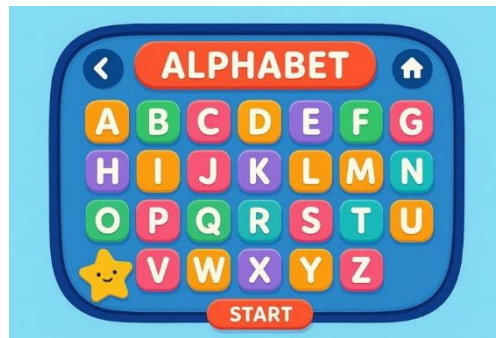 ALPHABET
A B C D E F G
H I J K L M N
O P Q R S T U
V W X Y Z
START